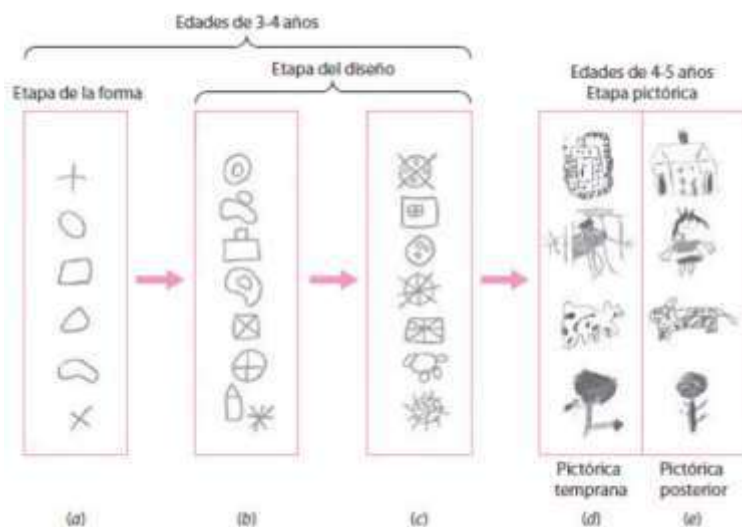 Edades de 3-4 años
Etapa del diseño
Edades de 4-5 años
Etapa de la forma
Etapa pictórica
Pictórica
temprana
Pictórica
posterior
(a)
(b)
(c)
(d)
(e)